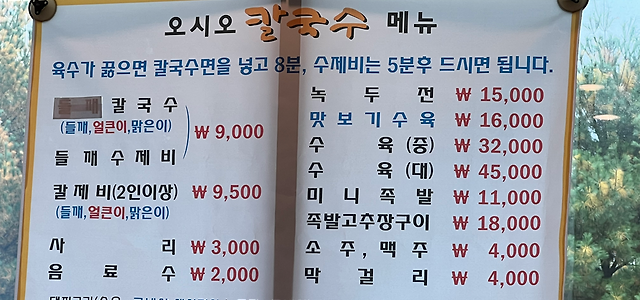 오시오 칼국수 메뉴
육수가 끓으면 칼국수면을 넣고 8분, 수제비는 5분후 드시면 됩니다.
들깨 칼국수
(들깨,얼큰이,맑은이)
₩ 9,000
들깨수제비
칼제비(2인이상) ₩ 9,500
(들깨,얼큰이,맑은이)
사리 ₩ 3,000
음료수 ₩ 2,000
녹두전 ₩ 15,000
맛보기수육 ₩ 16,000
수육(중) ₩ 32,000
수육(대) ₩ 45,000
미니족발 ₩ 11,000
족발고추장구이 ₩ 18,000
소주,맥주 ₩ 4,000
막걸리 ₩ 4,000